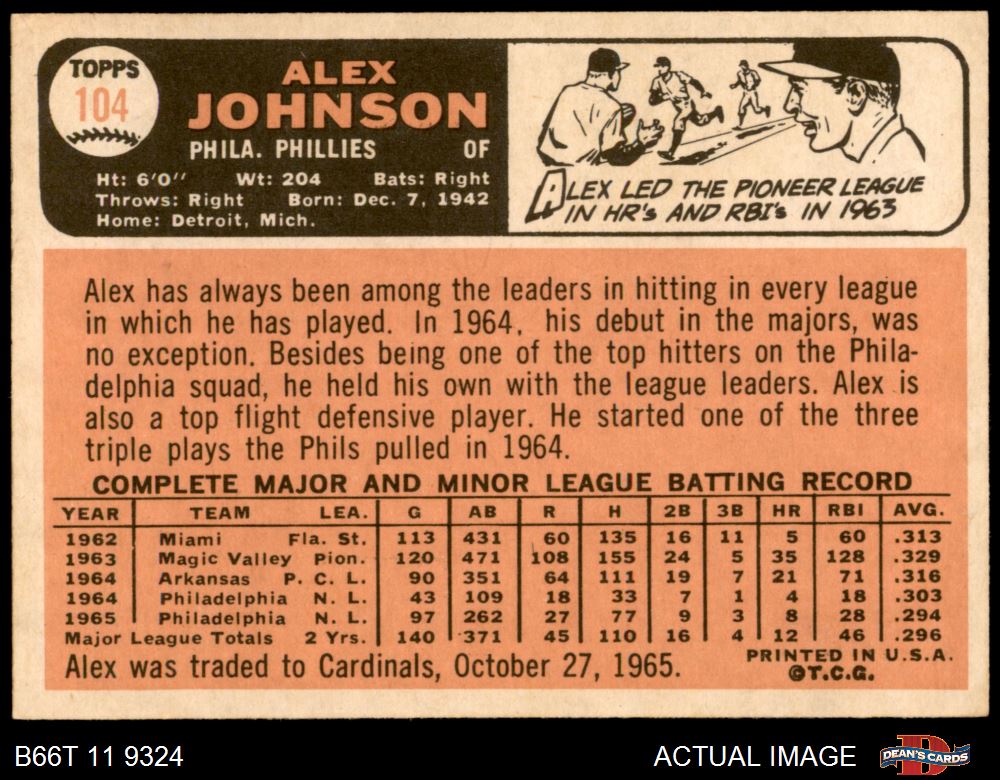 TOPPS
104
ALEX
JOHNSON
PHILA. PHILLIES OF
Ht: 6'0'' Wt: 204 Bats: Right
Throws: Right Born: Dec. 7, 1942
Home: Detroit, Mich.
ALEX LED THE PIONEER LEAGUE
IN HR's AND RBI's IN 1963
Alex has always been among the leaders in hitting in every league
in which he has played. In 1964, his debut in the majors, was
no exception. Besides being one of the top hitters on the Phila-
delphia squad, he held his own with the league leaders. Alex is
also a top flight defensive player. He started one of the three
triple plays the Phils pulled in 1964.
COMPLETE MAJOR AND MINOR LEAGUE BATTING RECORD
YEAR TEAM LEA. G AB R H 2B 3B HR RBI AVG.
1962 Miami Fla. St. 113 431 60 135 16 11 5 60 .313
1963 Magic Valley Pion. 120 471 108 155 24 5 35 128 .329
1964 Arkansas P. C. L. 90 351 64 111 19 7 21 71 .316
1964 Philadelphia N. L. 43 109 18 33 7 1 4 18 .303
1965 Philadelphia N. L. 97 262 27 77 9 3 8 28 .294
Major League Totals 2 Yrs. 140 371 45 110 16 4 12 46 .296
Alex was traded to Cardinals, October 27, 1965.
PRINTED IN U.S.A.
©T.C.G.
B66T 11 9324
ACTUAL IMAGE
DEAN'S CARDS